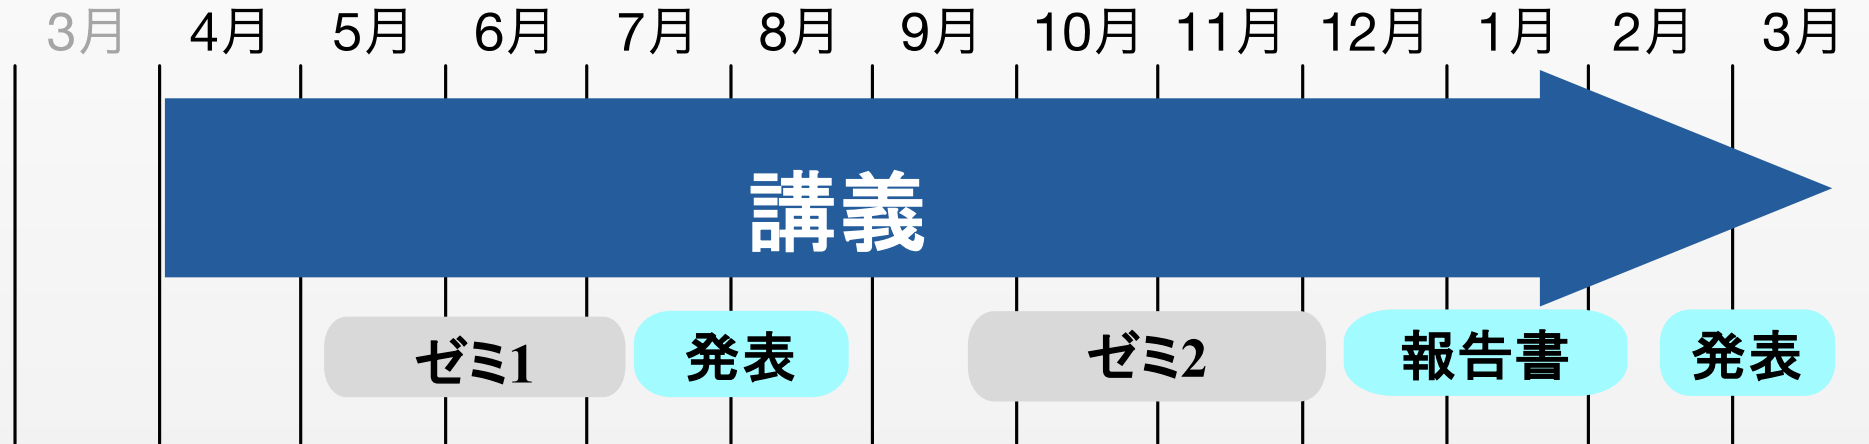 3月 4月 5月 6月 7月 8月 9月 10月 11月 12月 1月 2月 3月
講義
ゼミ1 発表 ゼミ2 報告書 発表